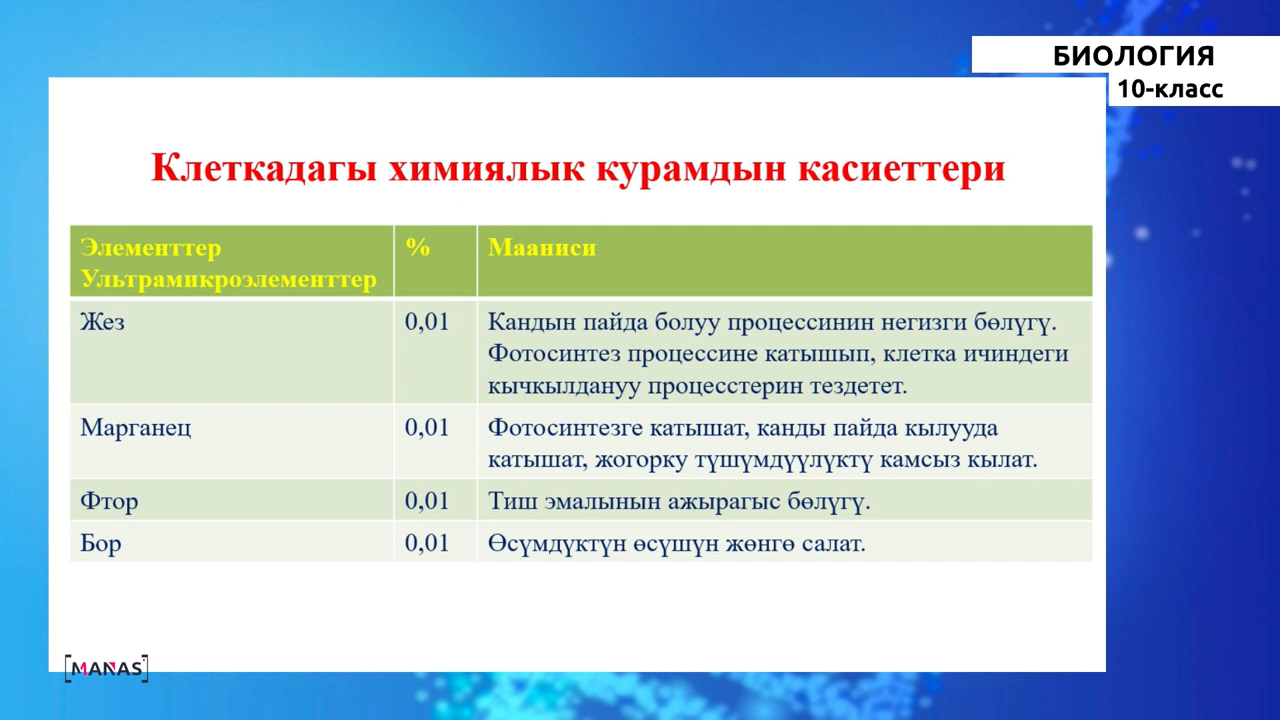 БИОЛОГИЯ
10-класс
Клеткадагы химиялык курамдын касиеттери
Элементтер
Ультрамикроэлементтер
%
Мааниси
Жез
0,01
Кандын пайда болуу процессинин негизги бөлүгү.
Фотосинтез процессине катышып, клетка ичиндеги
кычкылдануу процесстерин тездетет.
Марганец
0,01
Фотосинтезге катышат, канды пайда кылууда
катышат, жогорку түшүмдүүлүктү камсыз кылат.
Фтор
0,01
Тиш эмалынын ажырагыс бөлүгү.
Бор
0,01
Өсүмдүктүн өсүшүн жөнгө салат.
MANAS